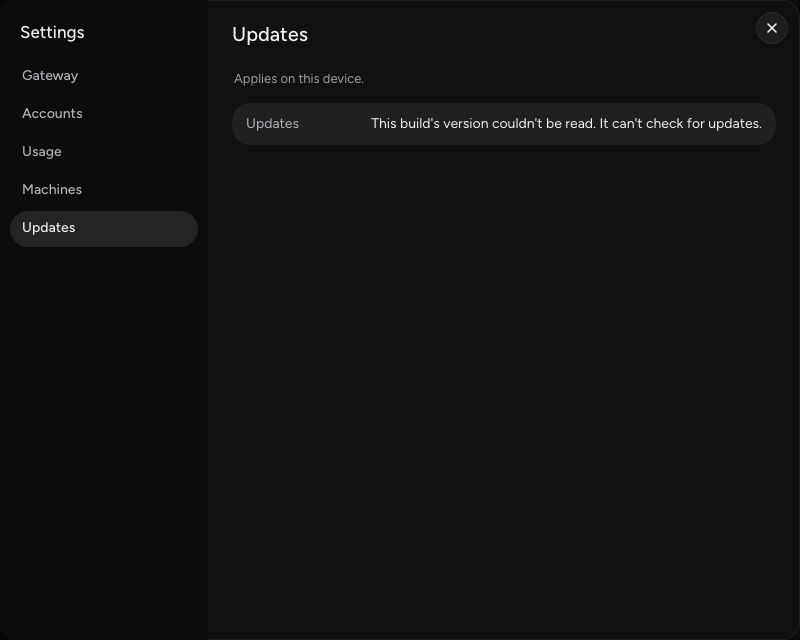 Settings
Gateway
Accounts
Usage
Machines
Updates
Updates
Applies on this device.
Updates
This build's version couldn't be read. It can't check for updates.